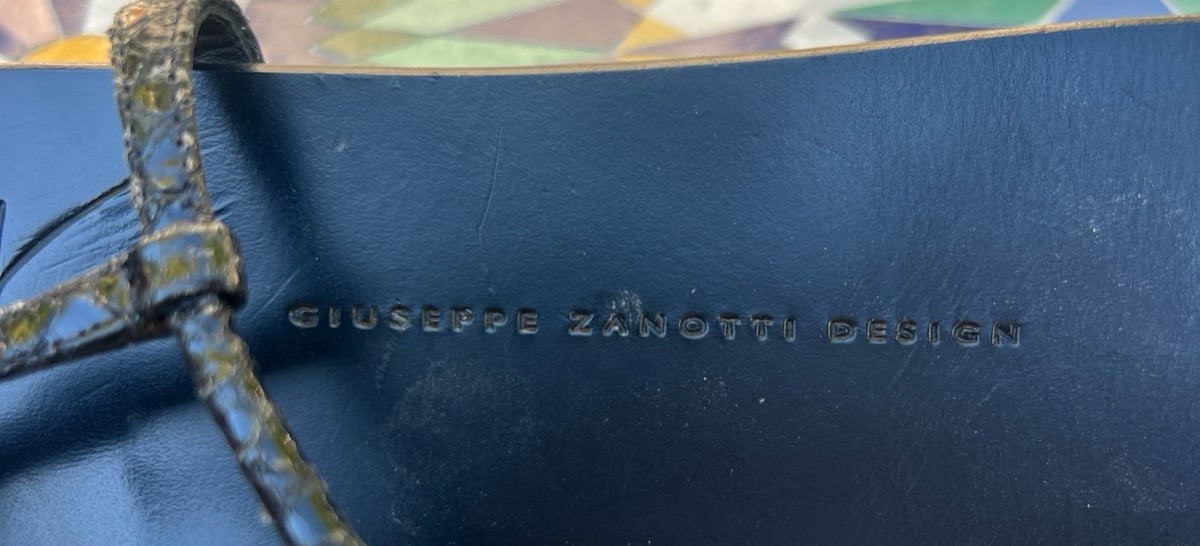 GIUSEPPE ZANOTTI DESIGN